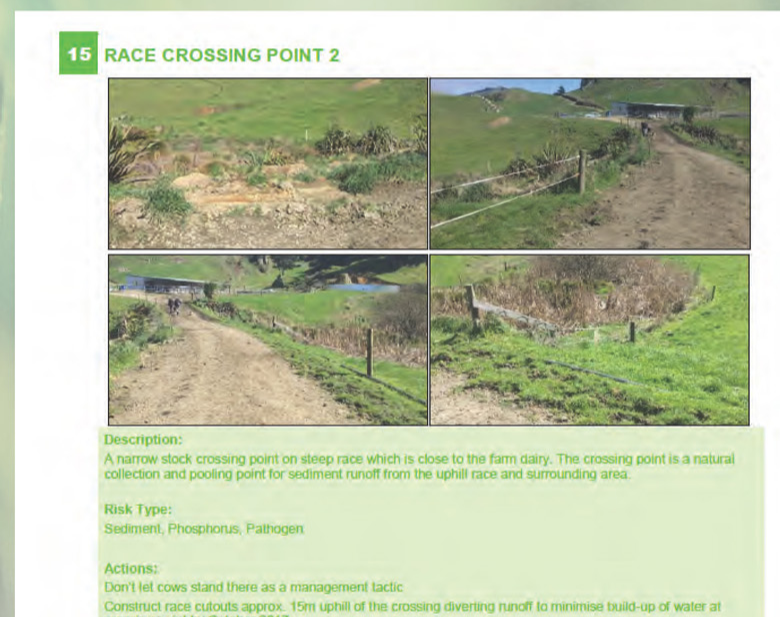 15 RACE CROSSING POINT 2
Description:
A narrow stock crossing point on steep race which is close to the farm dairy. The crossing point is a natural
collection and pooling point for sediment runoff from the uphill race and surrounding area.
Risk Type:
Sediment, Phosphorus, Pathogen
Actions:
Don't let cows stand there as a management tactic
Construct race cutouts approx. 15m uphill of the crossing diverting runoff to minimise build-up of water at